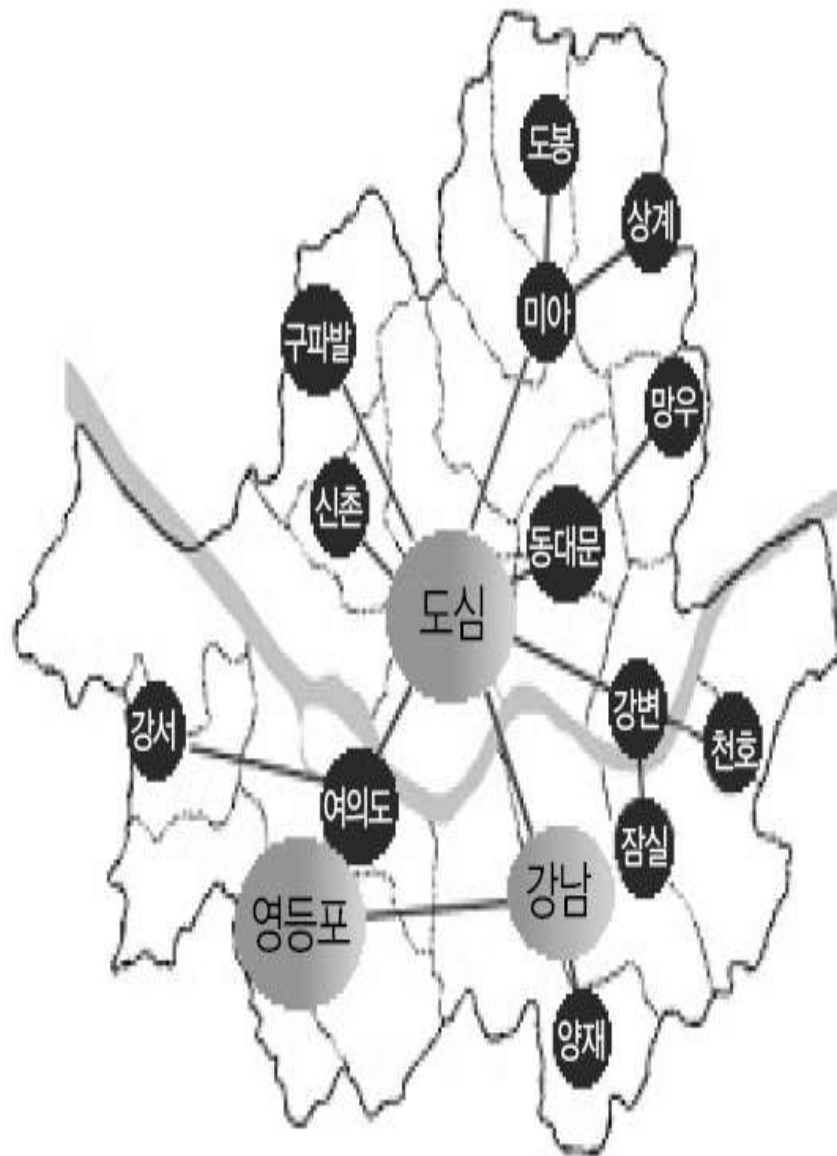 도봉
상계
미아
구파발
망우
신촌
동대문
도심
강변
강서
천호
여의도
잠실
강남
영등포
양재